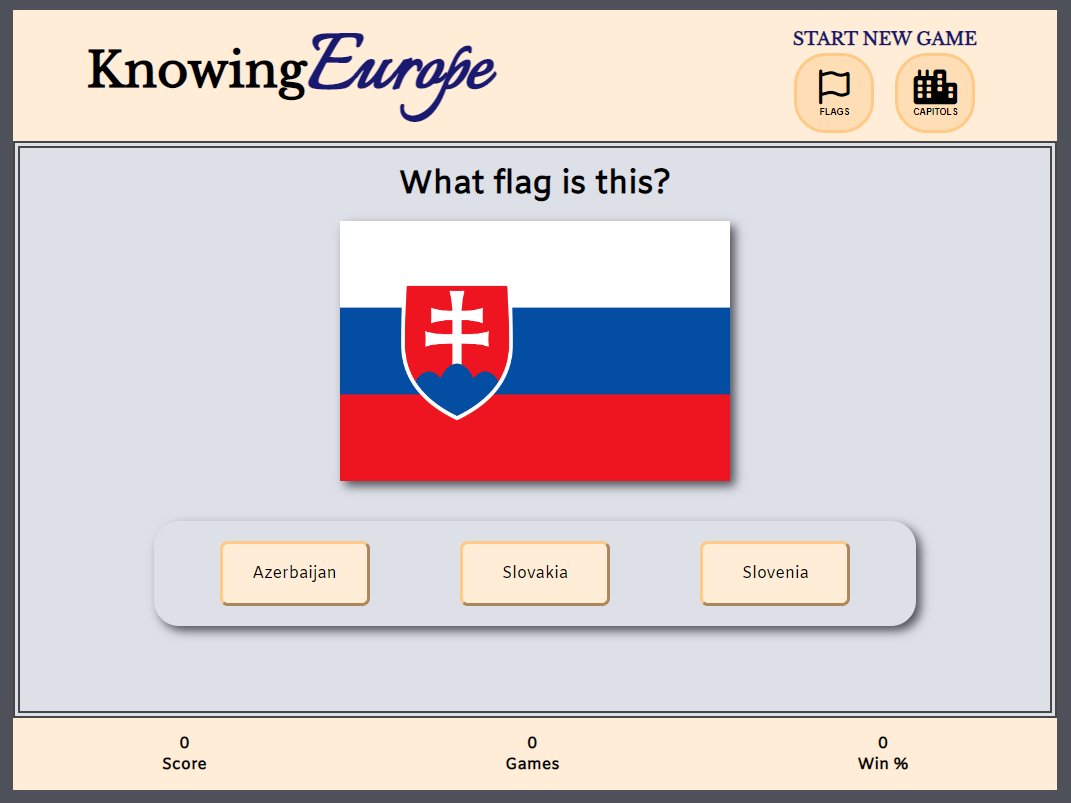 KnowingEurope
START NEW GAME
FLAGS
CAPITOLS
What flag is this?
Azerbaijan
Slovakia
Slovenia
0
Score
0
Games
0
Win %